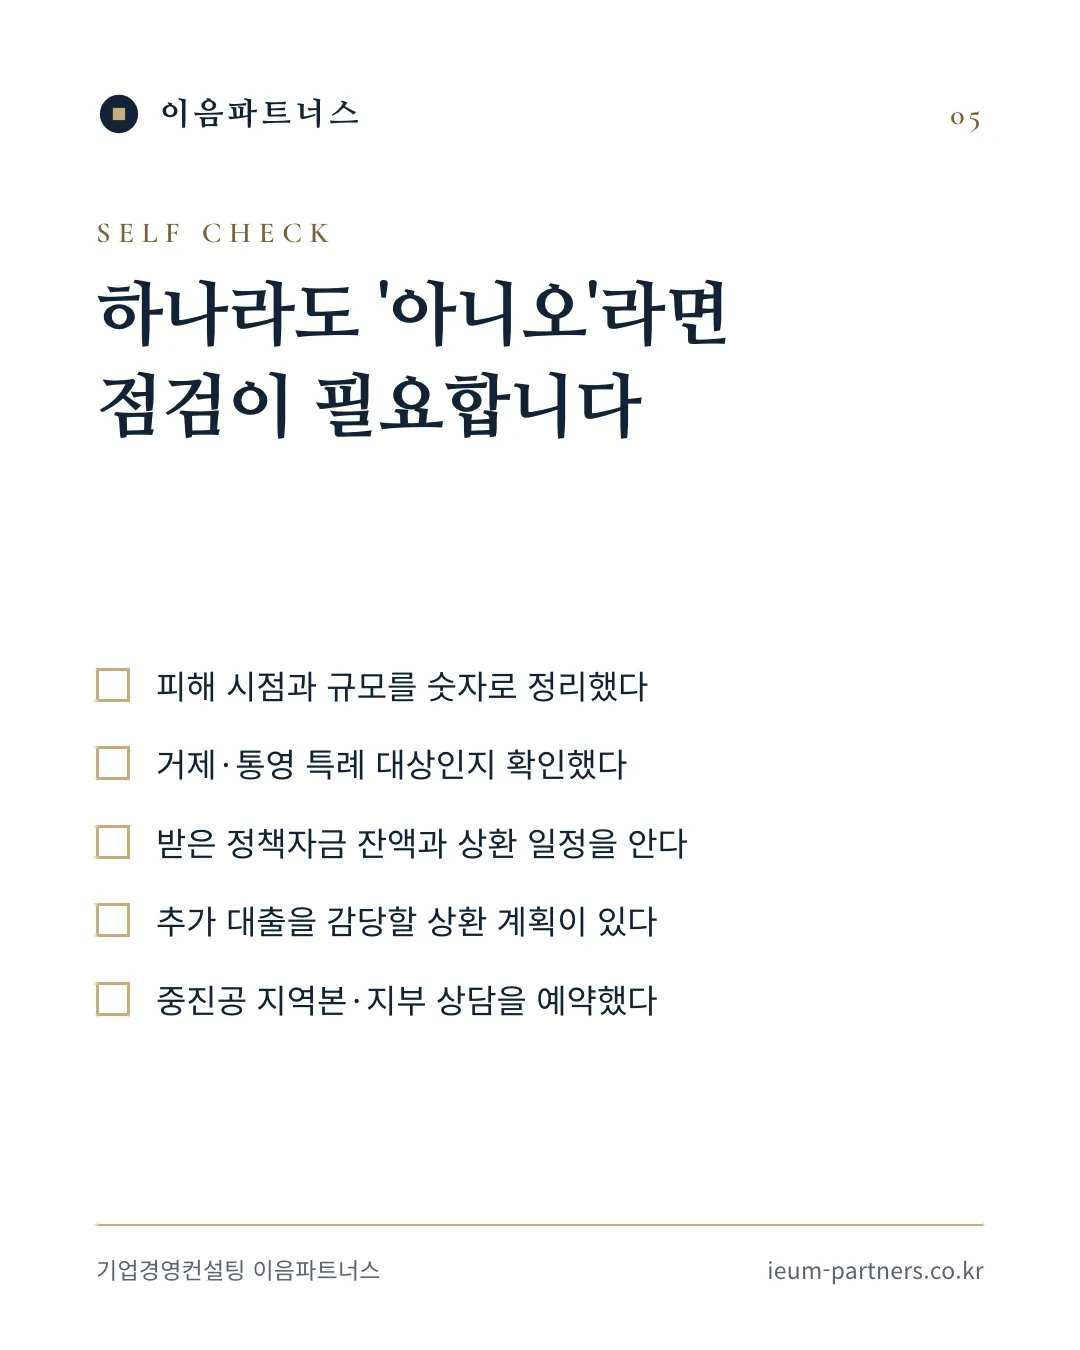 이음파트너스
05
SELF CHECK
하나라도 '아니오'라면
점검이 필요합니다
피해 시점과 규모를 숫자로 정리했다
거제·통영 특례 대상인지 확인했다
받은 정책자금 잔액과 상환 일정을 안다
추가 대출을 감당할 상환 계획이 있다
중진공 지역본·지부 상담을 예약했다
기업경영컨설팅 이음파트너스
ieum-partners.co.kr